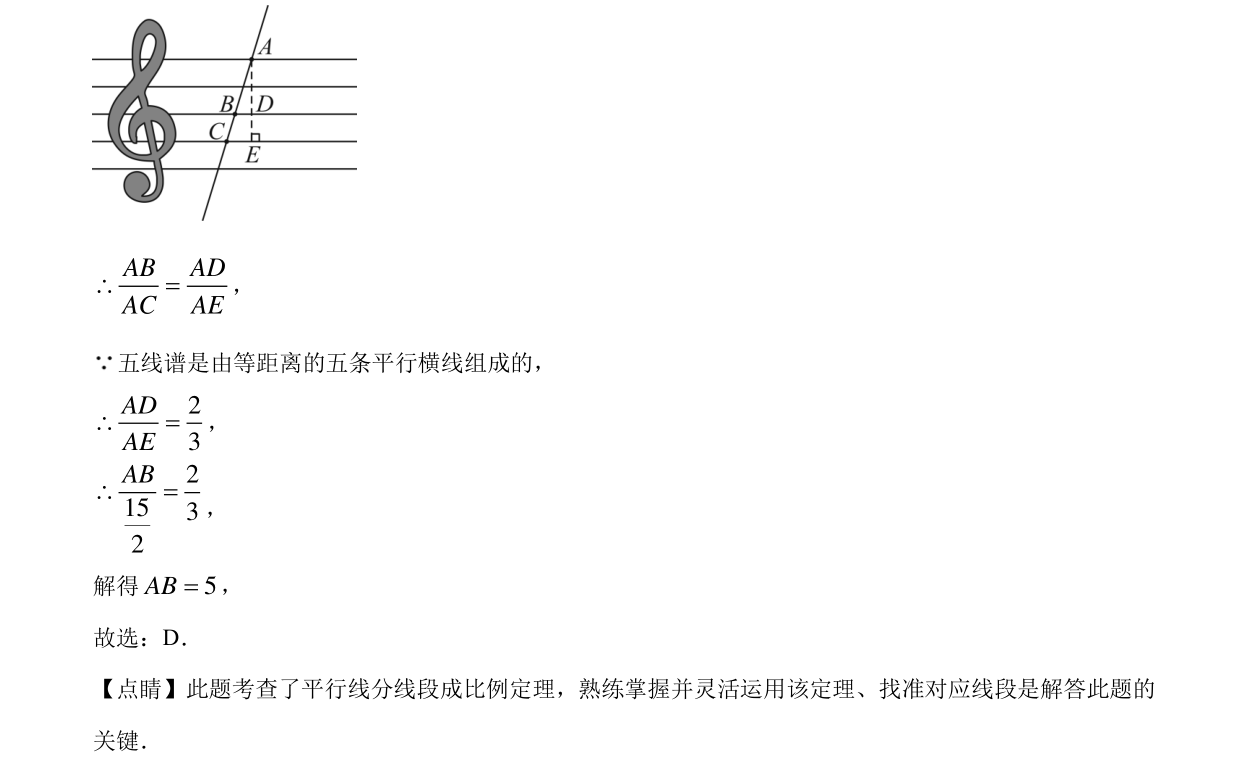 A
B D
C
E
∴ AB/AC = AD/AE，
∵五线谱是由等距离的五条平行横线组成的，
∴ AD/AE = 2/3，
∴ AB/(15/2) = 2/3，
解得 AB = 5，
故选：D．
【点睛】此题考查了平行线分线段成比例定理，熟练掌握并灵活运用该定理、找准对应线段是解答此题的
关键．